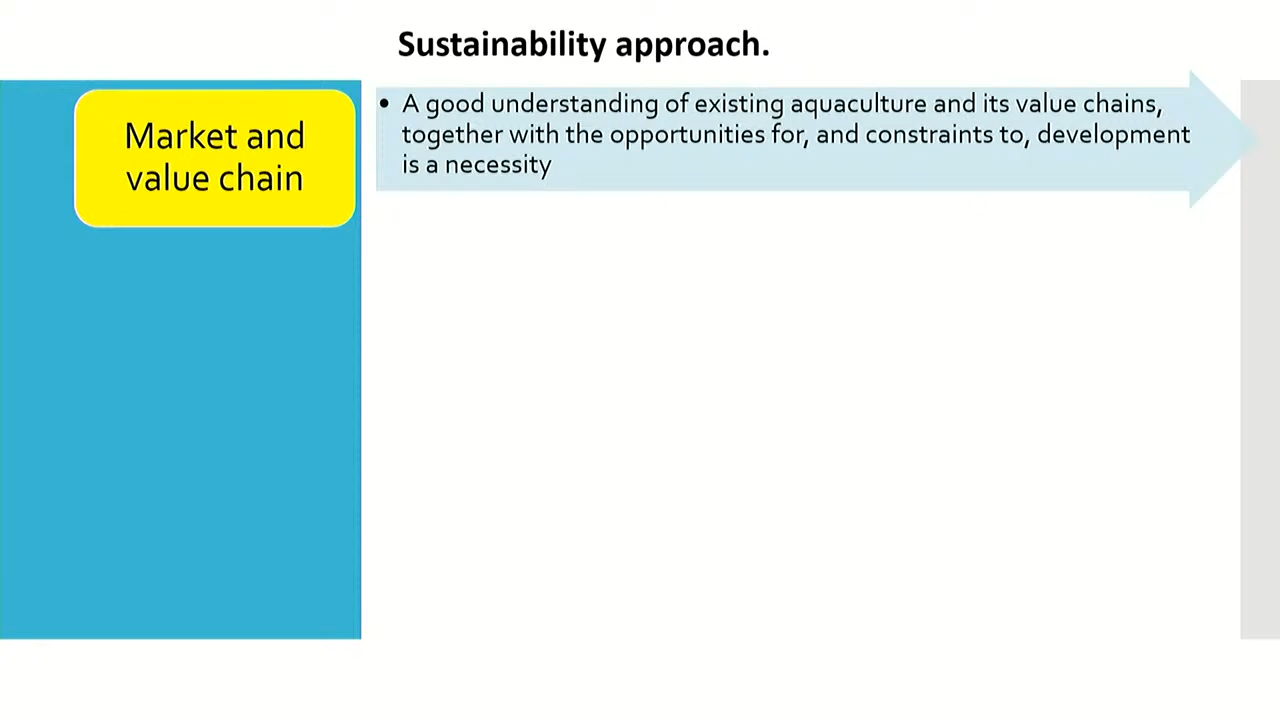 Sustainability approach.
Market and
value chain
• A good understanding of existing aquaculture and its value chains,
together with the opportunities for, and constraints to, development
is a necessity